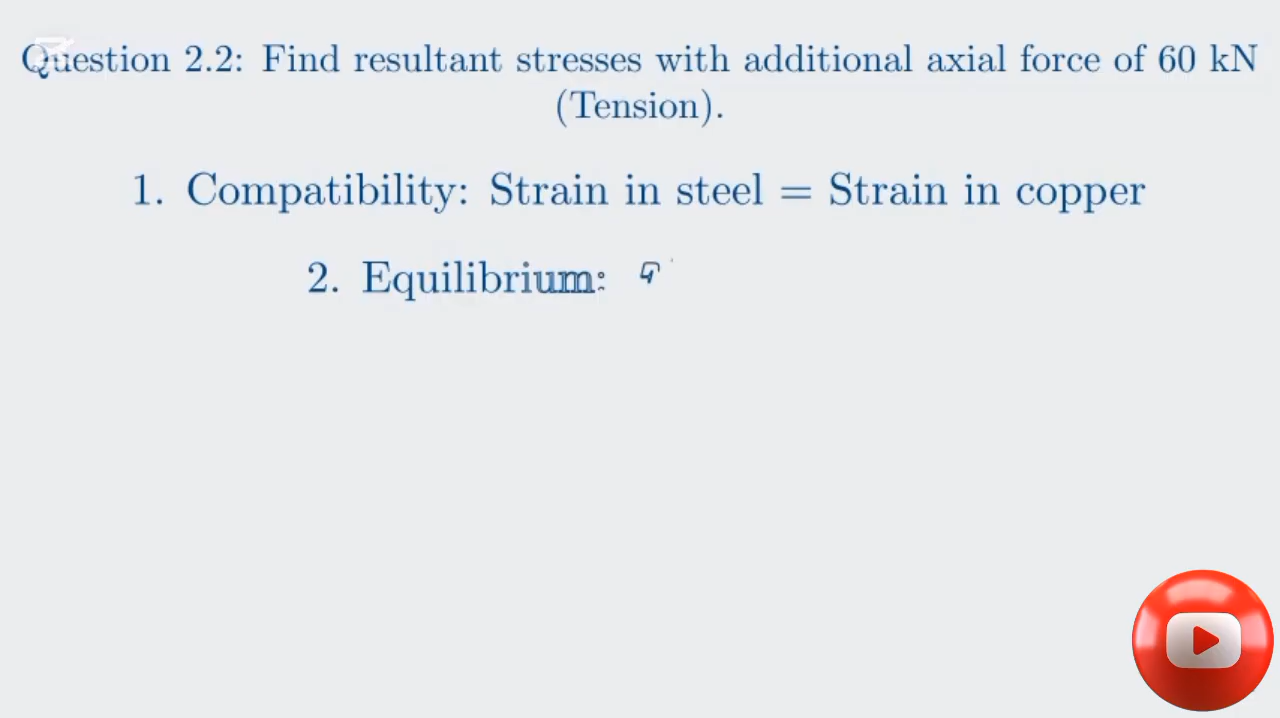 Question 2.2: Find resultant stresses with additional axial force of 60 kN
(Tension).
1. Compatibility: Strain in steel = Strain in copper
2. Equilibrium: